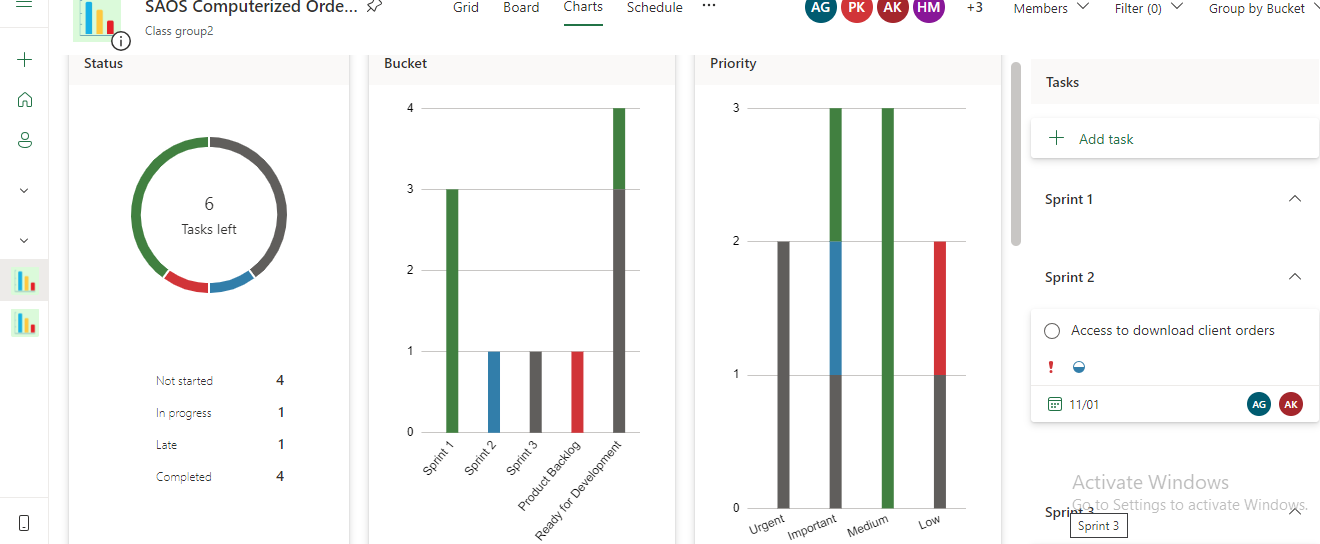 SAOS Computerized Orde...
Class group2
Grid Board Charts Schedule ...
AG PK AK HM +3
Members Filter (0) Group by Bucket
Status
6
Tasks left
Not started 4
In progress 1
Late 1
Completed 4
Bucket
4
3
2
1
0
Sprint 1 Sprint 2 Sprint 3 Product Backlog Ready for Development
Priority
3
2
1
0
Urgent Important Medium Low
Tasks
Add task
Sprint 1
Sprint 2
Access to download client orders
11/01 AG AK
Activate Windows
Go to Settings to activate Windows.
Sprint 3
Sprint 3